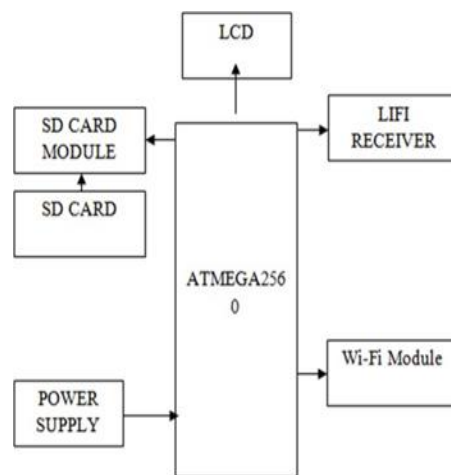 LCD
SD CARD
MODULE
LIFI
RECEIVER
SD CARD
ATMEGA256
0
Wi-Fi Module
POWER
SUPPLY